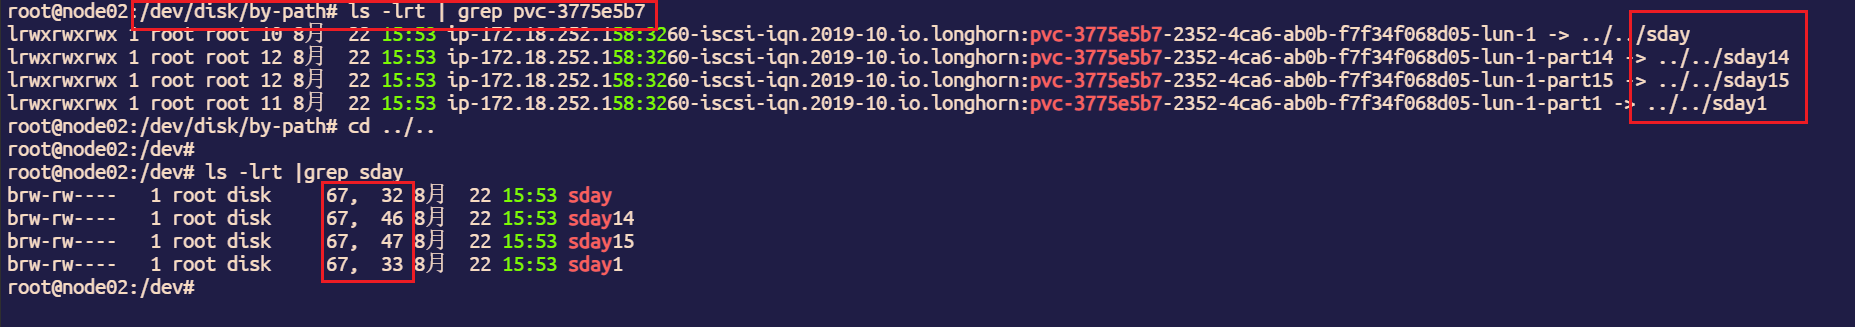 root@node02:/dev/disk/by-path# ls -lrt | grep pvc-3775e5b7
lrwxrwxrwx 1 root root 10 8月  22 15:53 ip-172.18.252.158:3260-iscsi-iqn.2019-10.io.longhorn:pvc-3775e5b7-2352-4ca6-ab0b-f7f34f068d05-lun-1 -> ../../sday
lrwxrwxrwx 1 root root 12 8月  22 15:53 ip-172.18.252.158:3260-iscsi-iqn.2019-10.io.longhorn:pvc-3775e5b7-2352-4ca6-ab0b-f7f34f068d05-lun-1-part14 -> ../../sday14
lrwxrwxrwx 1 root root 12 8月  22 15:53 ip-172.18.252.158:3260-iscsi-iqn.2019-10.io.longhorn:pvc-3775e5b7-2352-4ca6-ab0b-f7f34f068d05-lun-1-part15 -> ../../sday15
lrwxrwxrwx 1 root root 11 8月  22 15:53 ip-172.18.252.158:3260-iscsi-iqn.2019-10.io.longhorn:pvc-3775e5b7-2352-4ca6-ab0b-f7f34f068d05-lun-1-part1 -> ../../sday1
root@node02:/dev/disk/by-path# cd ../..
root@node02:/dev#
root@node02:/dev# ls -lrt |grep sday
brw-rw----   1 root disk     67,  32 8月  22 15:53 sday
brw-rw----   1 root disk     67,  46 8月  22 15:53 sday14
brw-rw----   1 root disk     67,  47 8月  22 15:53 sday15
brw-rw----   1 root disk     67,  33 8月  22 15:53 sday1
root@node02:/dev#